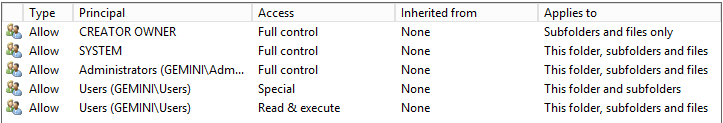 Type Principal Access Inherited from Applies to
Allow CREATOR OWNER Full control None Subfolders and files only
Allow SYSTEM Full control None This folder, subfolders and files
Allow Administrators (GEMINI\Adm... Full control None This folder, subfolders and files
Allow Users (GEMINI\Users) Special None This folder and subfolders
Allow Users (GEMINI\Users) Read & execute None This folder, subfolders and files